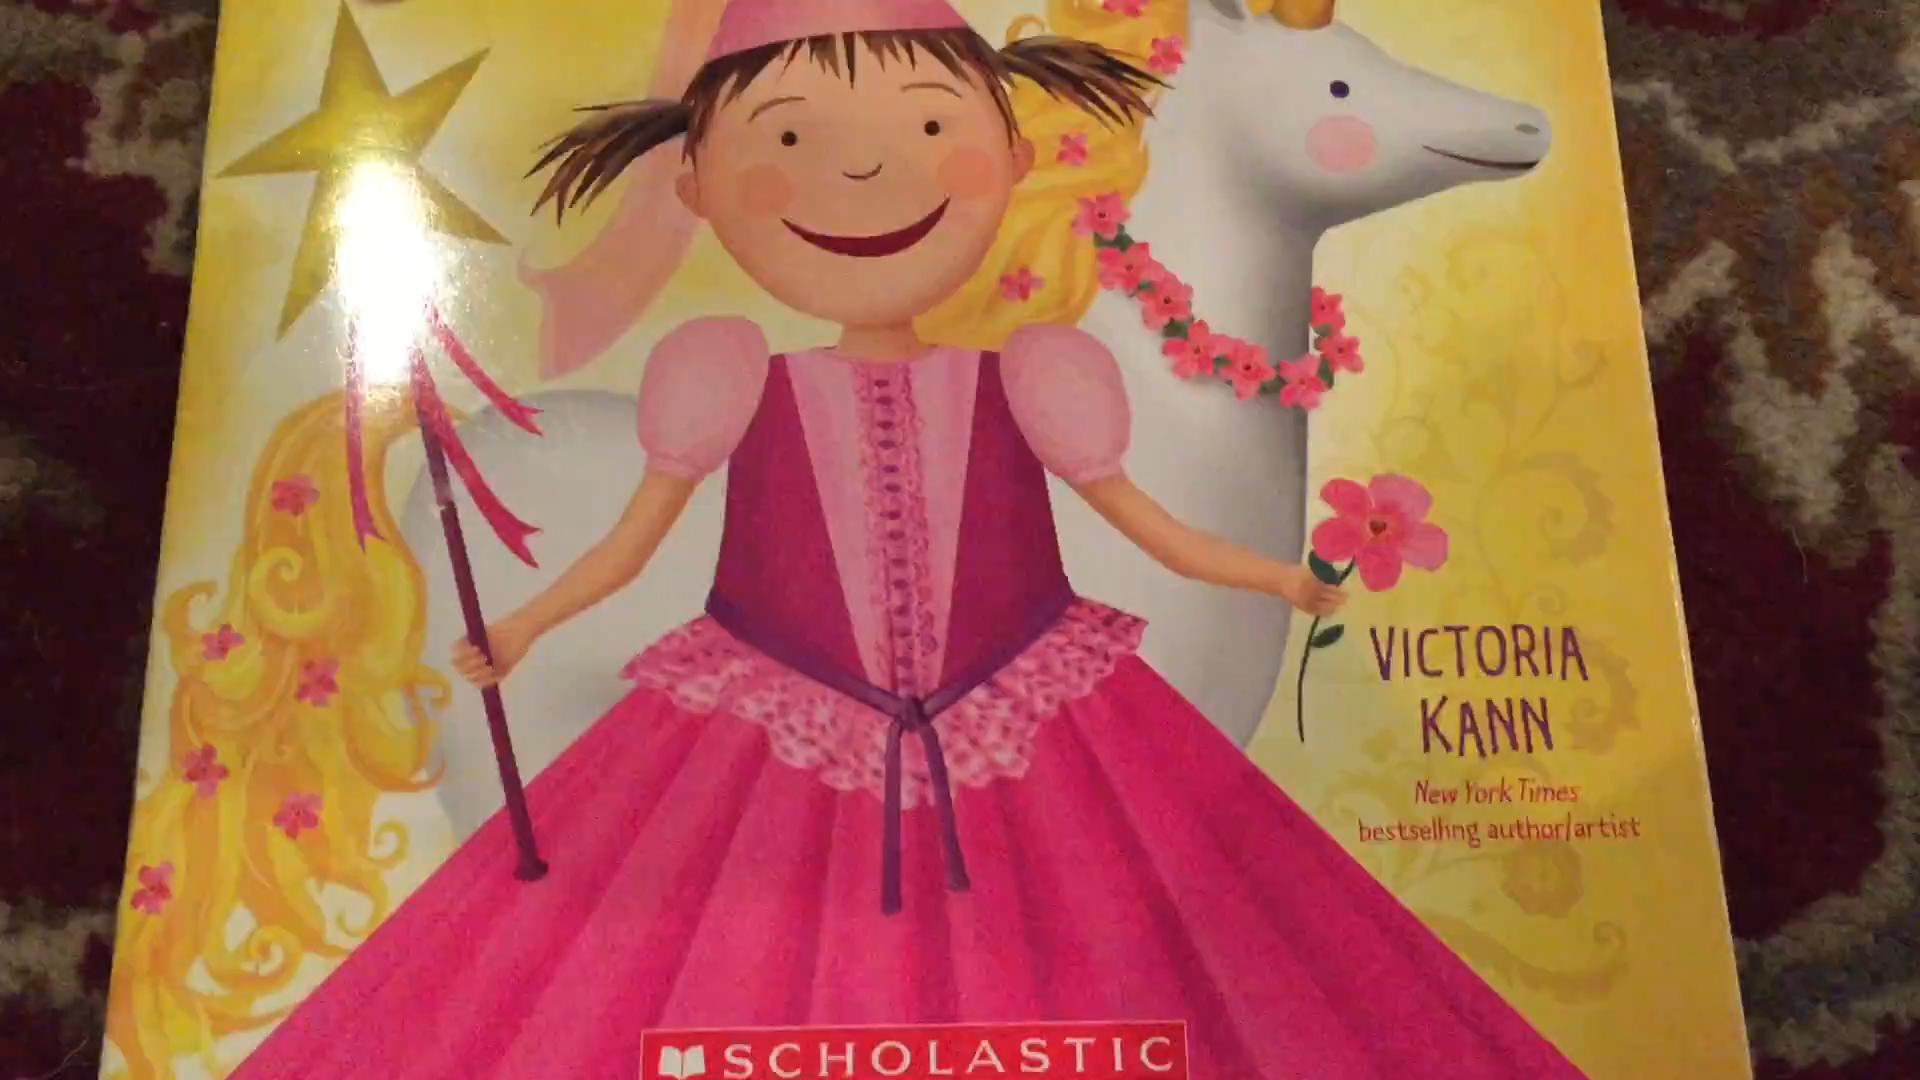 VICTORIA
KANN
New York Times
bestselling author/artist
SCHOLASTIC